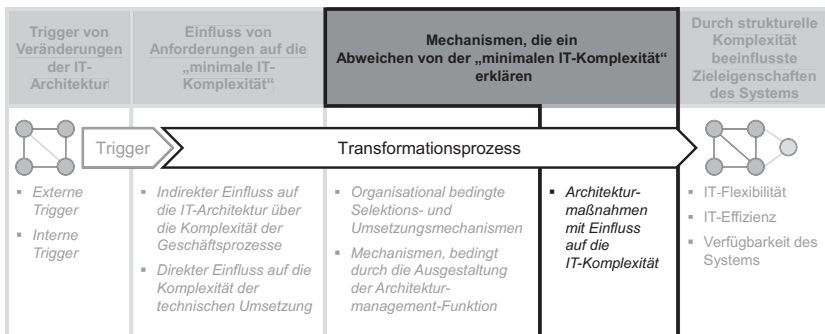 Trigger von
Veränderungen
der IT-
Architektur
Einfluss von
Anforderungen auf die
„minimale IT-
Komplexität“
Mechanismen, die ein
Abweichen von der „minimalen IT-Komplexität“
erklären
Durch strukturelle
Komplexität
beeinflusste
Zieleigenschaften
des Systems
Trigger
Transformationsprozess
▪ Externe
Trigger
▪ Interne
Trigger
▪ Indirekter Einfluss auf
die IT-Architektur über
die Komplexität der
Geschäftsprozesse
▪ Direkter Einfluss auf die
Komplexität der
technischen Umsetzung
▪ Organisational bedingte
Selektions- und
Umsetzungsmechanismen
▪ Mechanismen, bedingt
durch die Ausgestaltung
der Architektur-
management-Funktion
▪ Architektur-
maßnahmen
mit Einfluss
auf die
IT-Komplexität
▪ IT-Flexibilität
▪ IT-Effizienz
▪ Verfügbarkeit des
Systems